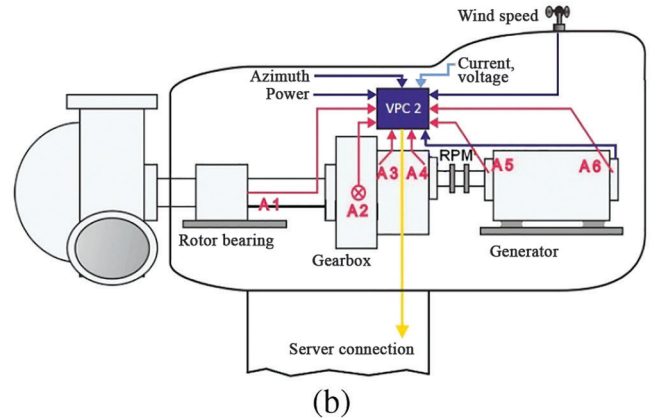 Wind speed
Azimuth
Current,
voltage
Power
VPC 2
RPM
A1
A2
A3
A4
A5
A6
Rotor bearing
Gearbox
Generator
Server connection
(b)